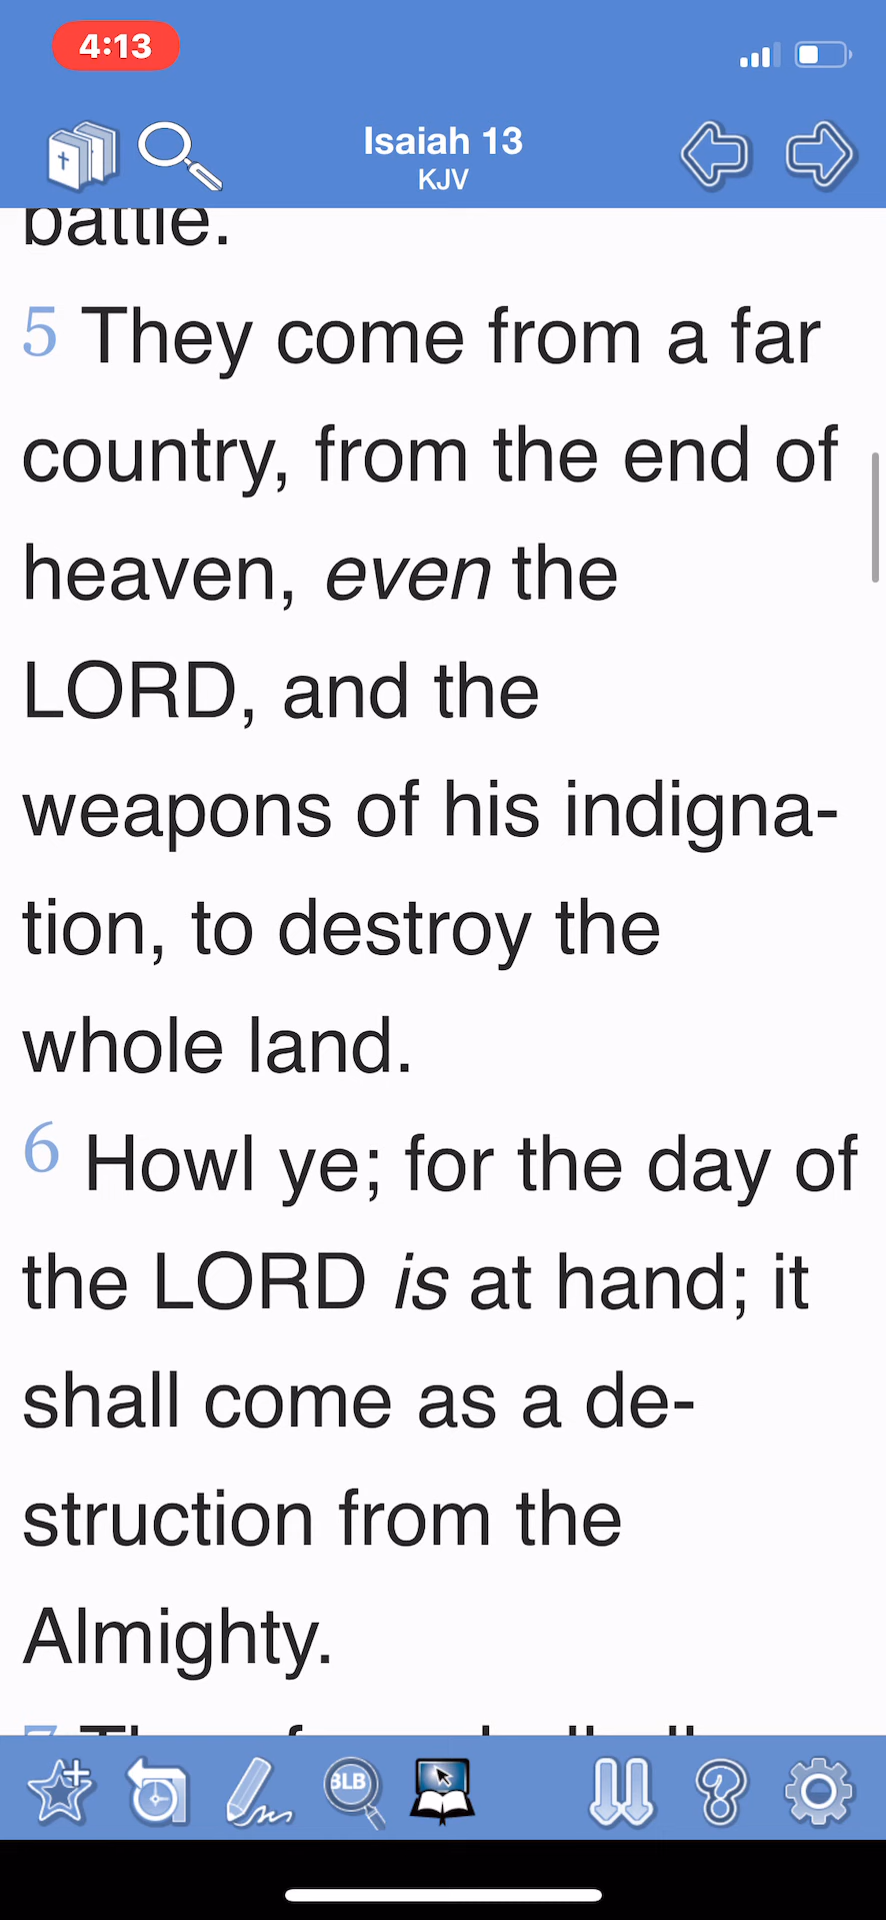 4:13
Isaiah 13
KJV
battle.
5 They come from a far
country, from the end of
heaven, even the
LORD, and the
weapons of his indigna-
tion, to destroy the
whole land.
6 Howl ye; for the day of
the LORD is at hand; it
shall come as a de-
struction from the
Almighty.
BLB